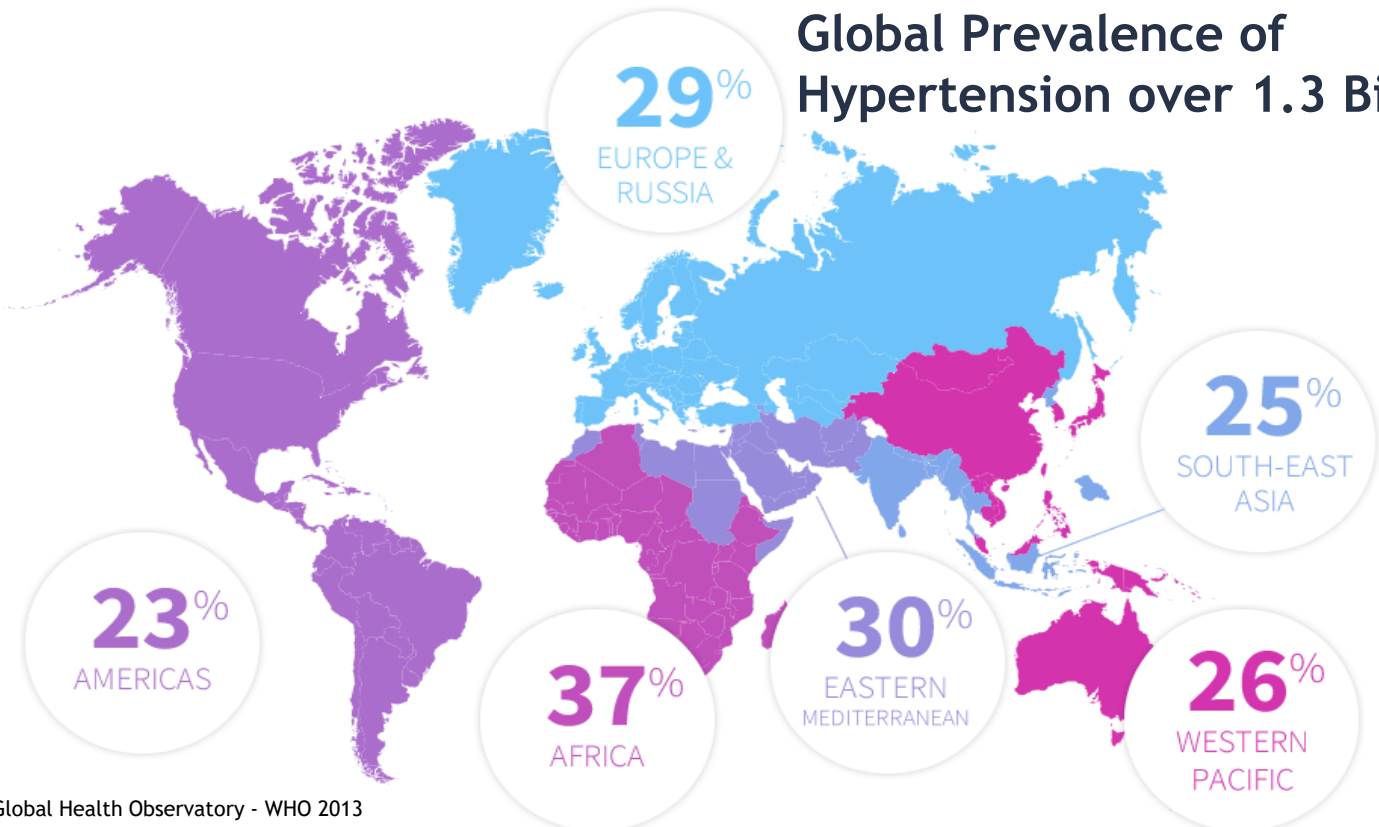 Global Prevalence of
Hypertension over 1.3 Bi
29%
EUROPE &
RUSSIA
25%
SOUTH-EAST
ASIA
23%
AMERICAS
37%
AFRICA
30%
EASTERN
MEDITERRANEAN
26%
WESTERN
PACIFIC
Global Health Observatory - WHO 2013